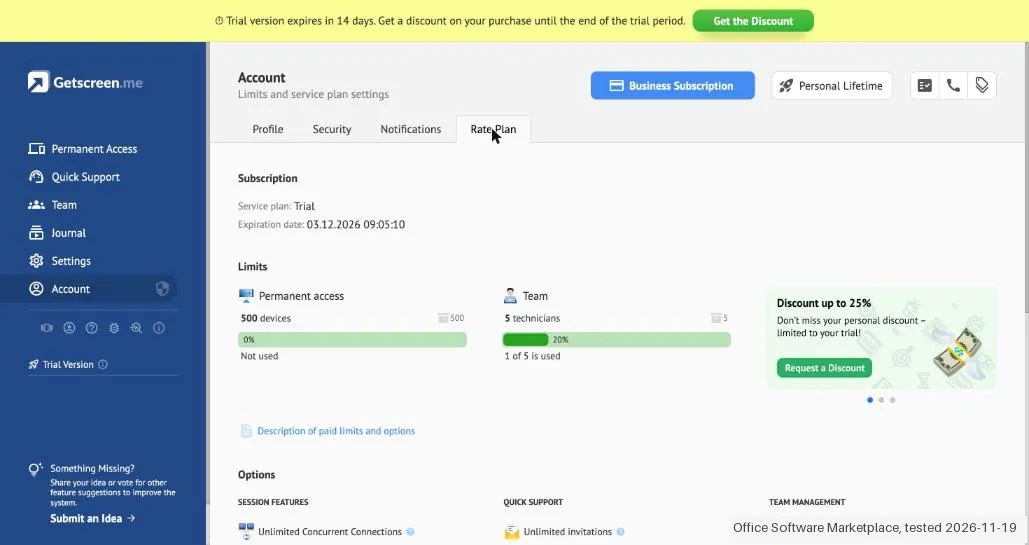 Trial version expires in 14 days. Get a discount on your purchase until the end of the trial period.
Get the Discount
Getscreen.me
Permanent Access
Quick Support
Team
Journal
Settings
Account
Trial Version
Something Missing?
Share your idea or vote for other
feature suggestions to improve the
system.
Submit an Idea →
Account
Limits and service plan settings
Business Subscription
Personal Lifetime
Profile
Security
Notifications
Rate Plan
Subscription
Service plan: Trial
Expiration date: 03.12.2026 09:05:10
Limits
Permanent access
500 devices
500
0%
Not used
Team
5 technicians
5
20%
1 of 5 is used
Discount up to 25%
Don't miss your personal discount –
limited to your trial!
Request a Discount
Description of paid limits and options
Options
SESSION FEATURES
Unlimited Concurrent Connections
QUICK SUPPORT
Unlimited invitations
TEAM MANAGEMENT
Office Software Marketplace, tested 2026-11-19